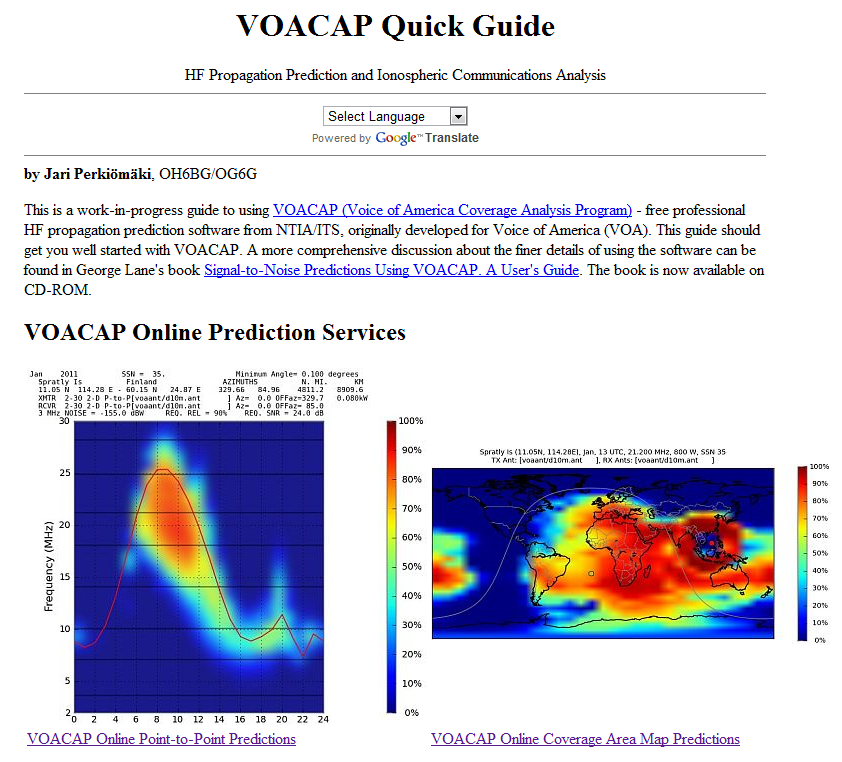 VOACAP Quick Guide
HF Propagation Prediction and Ionospheric Communications Analysis
Select Language
Powered by Google™ Translate
by Jari Perkiömäki, OH6BG/OG6G
This is a work-in-progress guide to using VOACAP (Voice of America Coverage Analysis Program) - free professional
HF propagation prediction software from NTIA/ITS, originally developed for Voice of America (VOA). This guide should
get you well started with VOACAP. A more comprehensive discussion about the finer details of using the software can be
found in George Lane's book Signal-to-Noise Predictions Using VOACAP. A User's Guide. The book is now available on
CD-ROM.
VOACAP Online Prediction Services
Jan 2011 SSN = 35. Minimum Angle= 0.100 degrees
Spratly Is Finland AZIMUTHS N. MI. KM
11.05 N 114.28 E - 60.15 N 24.87 E 329.66 84.96 4811.2 8909.6
XMTR 2-30 2-D P-to-P[voaant/d10m.ant ] Az= 0.0 OFFaz=329.7 0.080kW
RCVR 2-30 2-D P-to-P[voaant/d10m.ant ] Az= 0.0 OFFaz= 85.0
3 MHz NOISE = -155.0 dBW REQ. REL = 90% REQ. SNR = 24.0 dB
Frequency (MHz)
30
25
20
15
10
5
2
0 2 4 6 8 10 12 14 16 18 20 22 24
100%
90%
80%
70%
60%
50%
40%
30%
20%
10%
0%
Spratly Is (11.05N, 114.28E), Jan, 13 UTC, 21.200 MHz, 800 W, SSN 35
TX Ant: [voaant/d10m.ant ], RX Ants: [voaant/d10m.ant ]
100%
90%
80%
70%
60%
50%
40%
30%
20%
10%
0%
VOACAP Online Point-to-Point Predictions
VOACAP Online Coverage Area Map Predictions